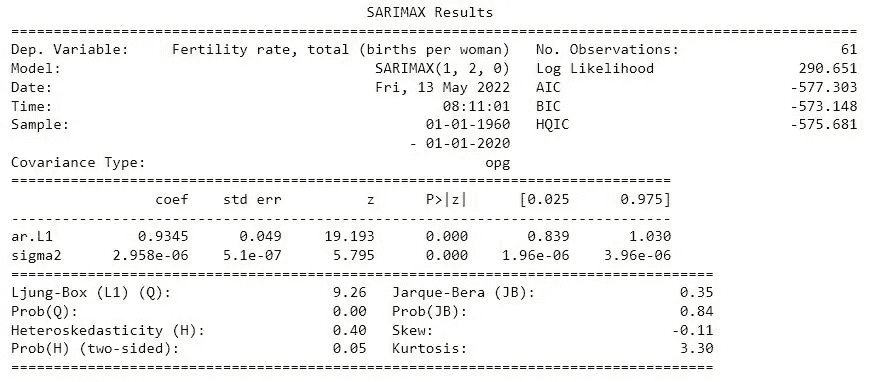 SARIMAX Results
==============================================================================================
Dep. Variable:     Fertility rate, total (births per woman)   No. Observations:                   61
Model:                            SARIMAX(1, 2, 0)   Log Likelihood                 290.651
Date:                            Fri, 13 May 2022   AIC                           -577.303
Time:                                    08:11:01   BIC                           -573.148
Sample:                                01-01-1960   HQIC                          -575.681
- 01-01-2020
Covariance Type:                              opg
==============================================================================
coef    std err          z      P>|z|      [0.025      0.975]
------------------------------------------------------------------------------
ar.L1          0.9345      0.049     19.193      0.000       0.839       1.030
sigma2      2.958e-06    5.1e-07      5.795      0.000    1.96e-06    3.96e-06
===================================================================================
Ljung-Box (L1) (Q):                   9.26   Jarque-Bera (JB):                 0.35
Prob(Q):                              0.00   Prob(JB):                         0.84
Heteroskedasticity (H):               0.40   Skew:                            -0.11
Prob(H) (two-sided):                  0.05   Kurtosis:                         3.30
===================================================================================